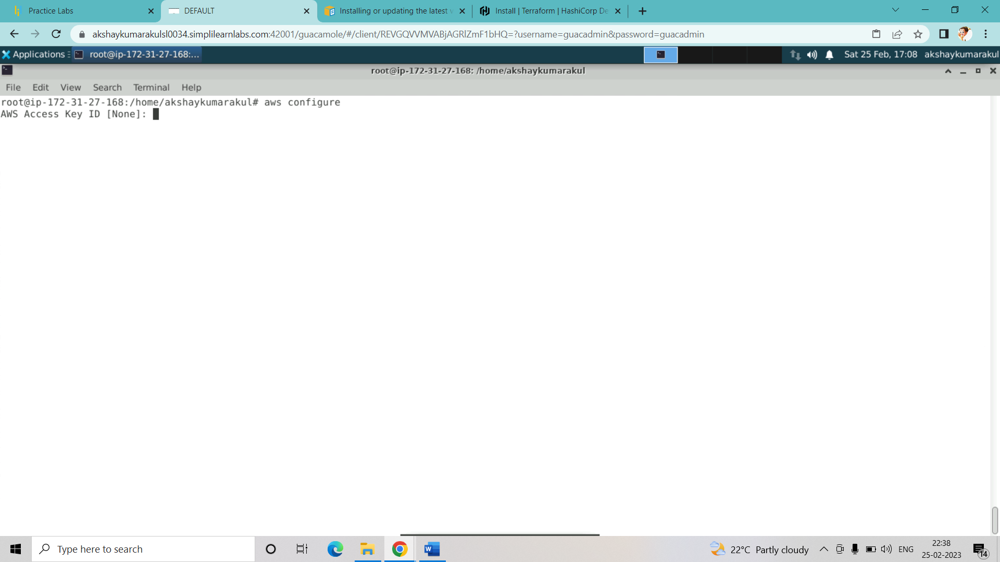 Practice Labs
DEFAULT
Installing or updating the latest v
Install | Terraform | HashiCorp De
akshaykumarakulsl0034.simplilearnlabs.com:42001/guacamole/#/client/REVGQVVMVABjAGRlZmF1bHQ=?username=guacadmin&password=guacadmin
Applications
root@ip-172-31-27-168:...
Sat 25 Feb, 17:08
akshaykumarakul
root@ip-172-31-27-168: /home/akshaykumarakul
File Edit View Search Terminal Help
root@ip-172-31-27-168:/home/akshaykumarakul# aws configure
AWS Access Key ID [None]:
Type here to search
22°C Partly cloudy
ENG
22:38
25-02-2023
14